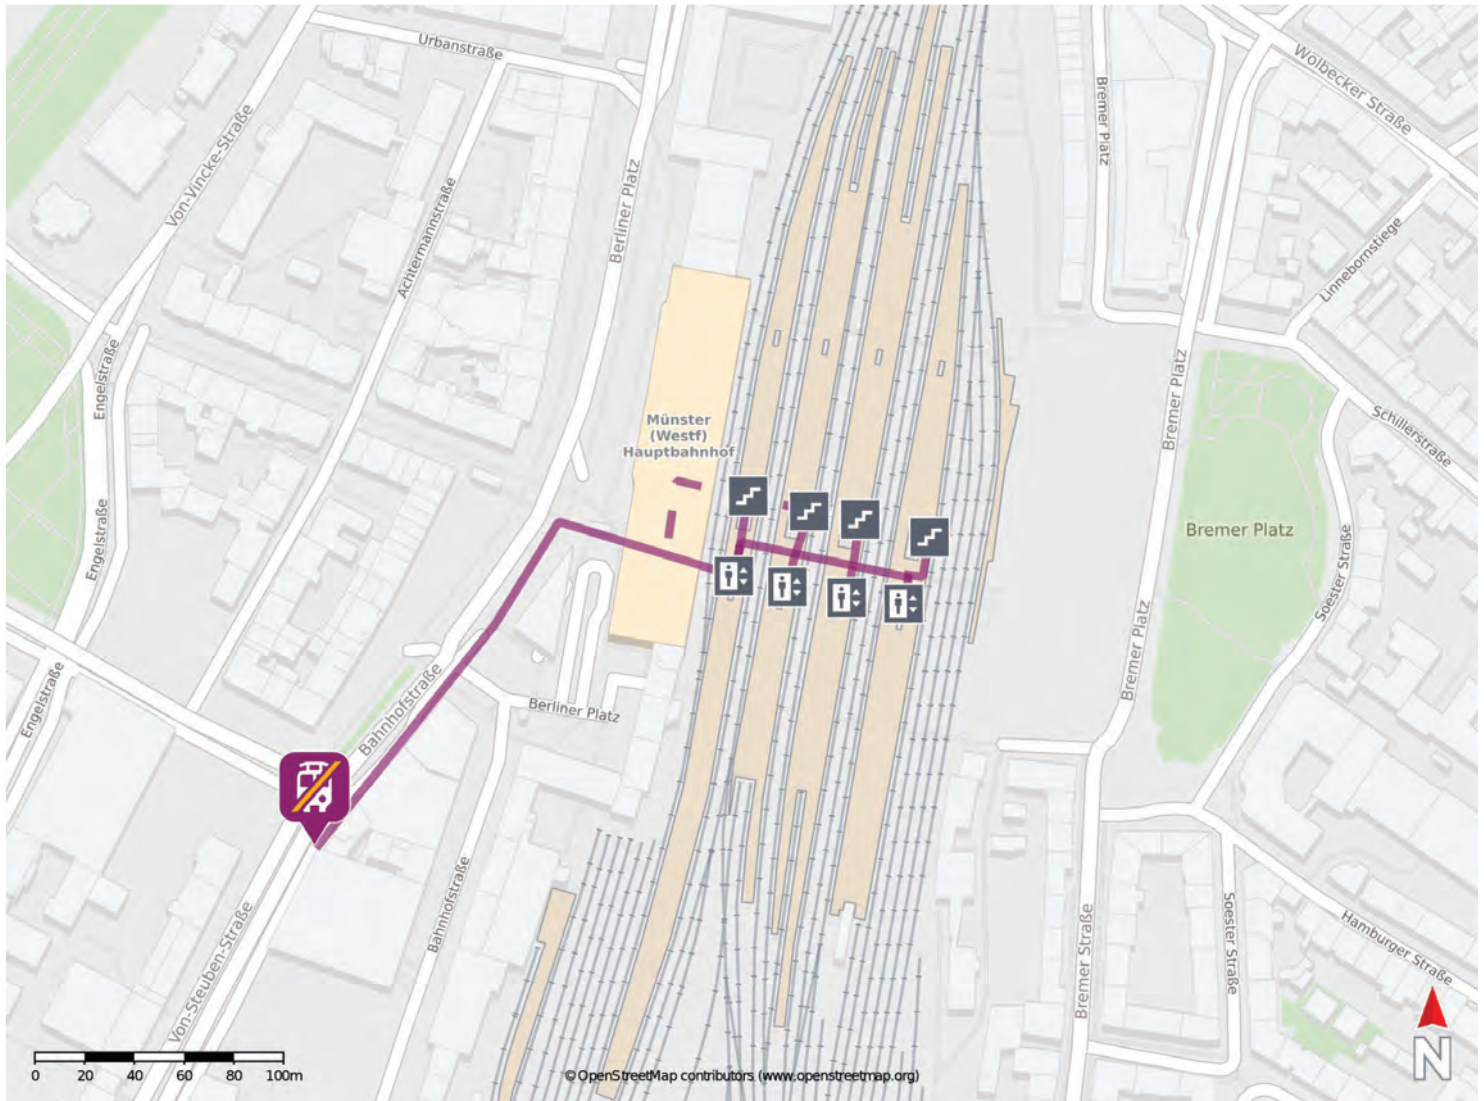 Urbanstraße
Wolbecker Straße
Bremer Platz
Von-Vincke-Straße
Berliner Platz
Achtermannstraße
Linnebornstiege
Engelstraße
Bremer Platz
Schillerstraße
Münster
(Westf)
Hauptbahnhof
Engelstraße
Bremer Platz
Soester Straße
Bremer Platz
Engelstraße
Bahnhofstraße
Berliner Platz
Bahnhofstraße
Von-Steuben-Straße
Bremer Straße
Soester Straße
Hamburger Straße
N
0 20 40 60 80 100m
© OpenStreetMap contributors (www.openstreetmap.org)